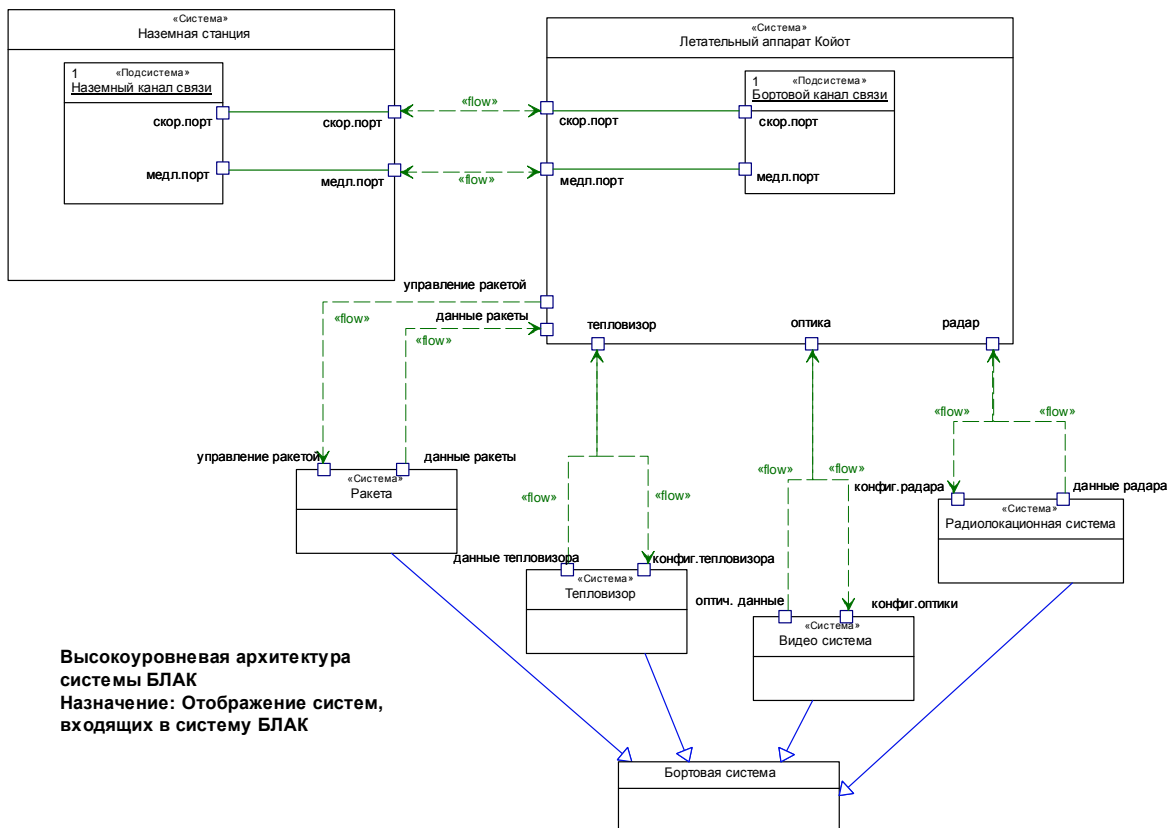 «Система»
Наземная станция
1
«Подсистема»
Наземный канал связи
скор.порт
скор.порт
медл.порт
медл.порт
«flow»
«flow»
«Система»
Летательный аппарат Койот
1
«Подсистема»
Бортовой канал связи
скор.порт
скор.порт
медл.порт
медл.порт
управление ракетой
«flow»
данные ракеты
«flow»
тепловизор
оптика
радар
«flow»
«flow»
управление ракетой
данные ракеты
«Система»
Ракета
«flow»
«flow»
«flow»
«flow»
конфиг.радара
данные радара
«Система»
Радиолокационная система
данные тепловизора
конфиг.тепловизора
«Система»
Тепловизор
оптич. данные
конфиг.оптики
«Система»
Видео система
Высокоуровневая архитектура
системы БЛАК
Назначение: Отображение систем,
входящих в систему БЛАК
Бортовая система